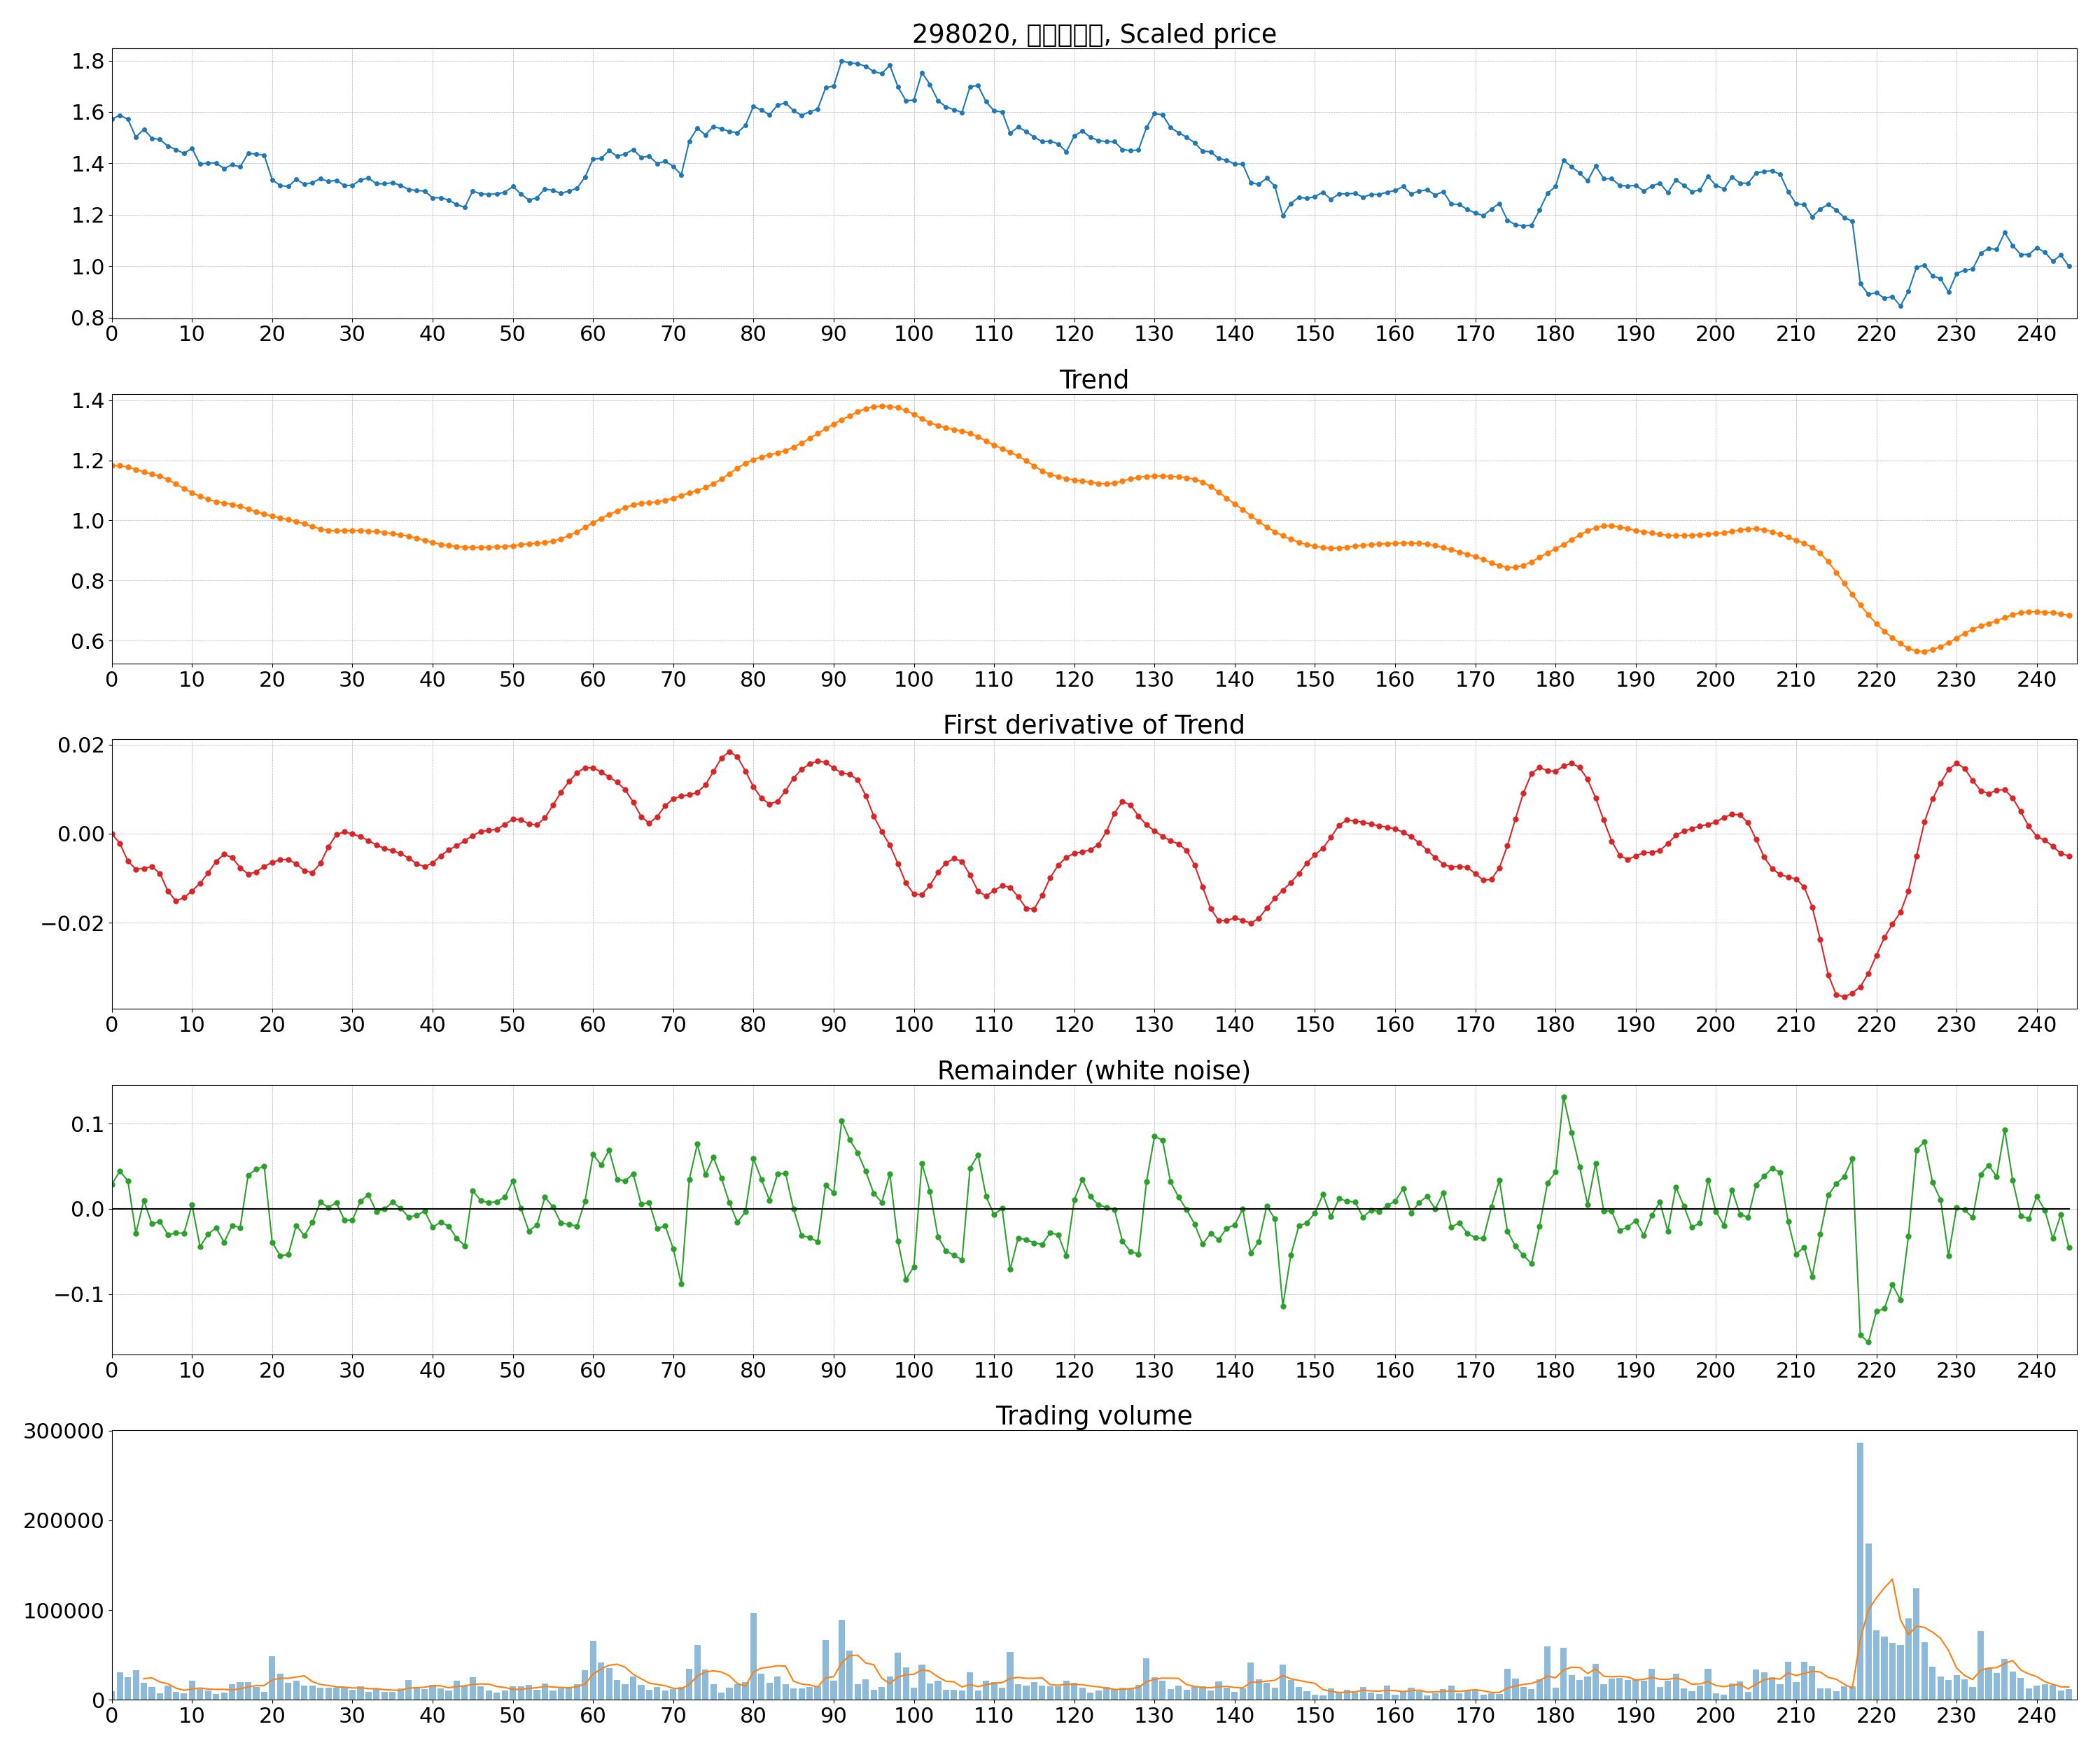 298020, □□□□□, Scaled price
1.8
1.6
1.4
1.2
1.0
0.8
0 10 20 30 40 50 60 70 80 90 100 110 120 130 140 150 160 170 180 190 200 210 220 230 240
Trend
1.4
1.2
1.0
0.8
0.6
0 10 20 30 40 50 60 70 80 90 100 110 120 130 140 150 160 170 180 190 200 210 220 230 240
First derivative of Trend
0.02
0.00
−0.02
0 10 20 30 40 50 60 70 80 90 100 110 120 130 140 150 160 170 180 190 200 210 220 230 240
Remainder (white noise)
0.1
0.0
−0.1
0 10 20 30 40 50 60 70 80 90 100 110 120 130 140 150 160 170 180 190 200 210 220 230 240
Trading volume
300000
200000
100000
0
0 10 20 30 40 50 60 70 80 90 100 110 120 130 140 150 160 170 180 190 200 210 220 230 240